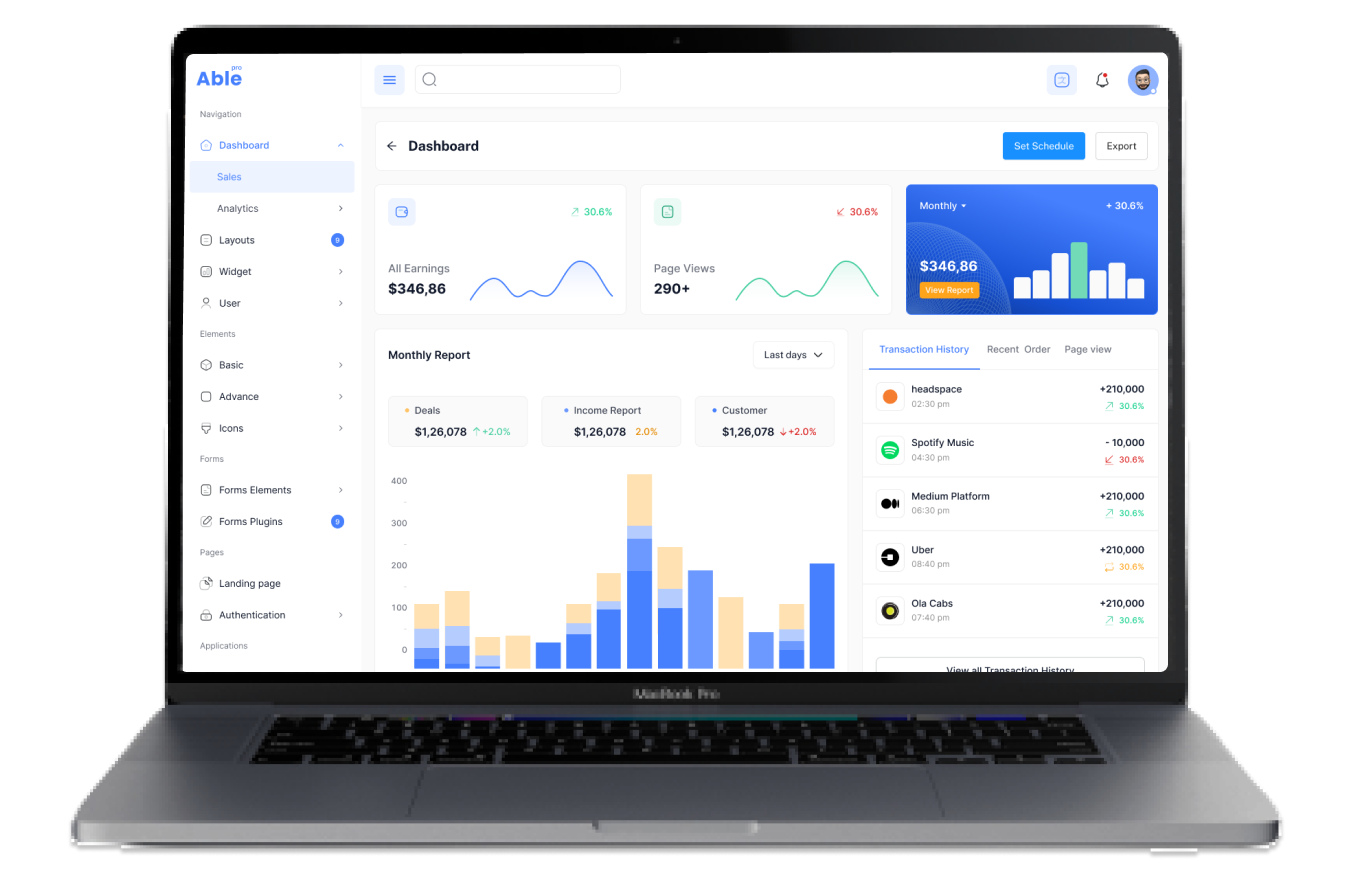 Able pro
Navigation
Dashboard
Sales
Analytics
Layouts 9
Widget
User
Elements
Basic
Advance
Icons
Forms
Forms Elements
Forms Plugins 9
Pages
Landing page
Authentication
Applications
Dashboard
Set Schedule Export
30.6%
All Earnings
$346,86
30.6%
Page Views
290+
Monthly + 30.6%
$346,86
View Report
Monthly Report
Last days
Deals
$1,26,078 +2.0%
Income Report
$1,26,078 2.0%
Customer
$1,26,078 +2.0%
400
300
200
100
0
Transaction History Recent Order Page view
headspace +210,000
02:30 pm 30.6%
Spotify Music - 10,000
04:30 pm 30.6%
Medium Platform +210,000
06:30 pm 30.6%
Uber +210,000
08:40 pm 30.6%
Ola Cabs +210,000
07:40 pm 30.6%
View all Transaction History
MacBook Pro